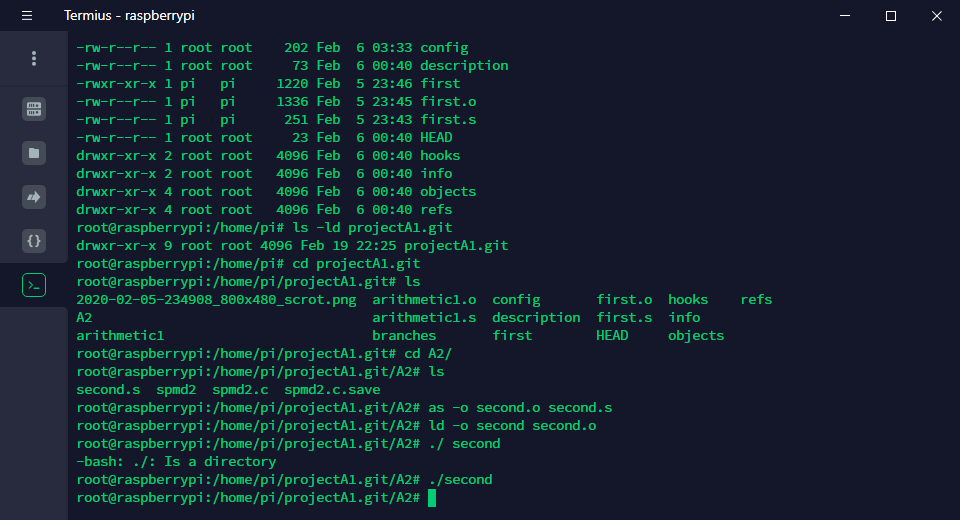 Termius - raspberrypi
-rw-r--r-- 1 root root    202 Feb  6 03:33 config
-rw-r--r-- 1 root root     73 Feb  6 00:40 description
-rwxr-xr-x 1 pi   pi     1220 Feb  5 23:46 first
-rw-r--r-- 1 pi   pi     1336 Feb  5 23:45 first.o
-rw-r--r-- 1 pi   pi      251 Feb  5 23:43 first.s
-rw-r--r-- 1 root root     23 Feb  6 00:40 HEAD
drwxr-xr-x 2 root root   4096 Feb  6 00:40 hooks
drwxr-xr-x 2 root root   4096 Feb  6 00:40 info
drwxr-xr-x 4 root root   4096 Feb  6 00:40 objects
drwxr-xr-x 4 root root   4096 Feb  6 00:40 refs
root@raspberrypi:/home/pi# ls -ld projectA1.git
drwxr-xr-x 9 root root 4096 Feb 19 22:25 projectA1.git
root@raspberrypi:/home/pi# cd projectA1.git
root@raspberrypi:/home/pi/projectA1.git# ls
2020-02-05-234908_800x480_scrot.png  arithmetic1.o  config       first.o  hooks    refs
A2                                   arithmetic1.s  description  first.s  info
arithmetic1                          branches       first        HEAD     objects
root@raspberrypi:/home/pi/projectA1.git# cd A2/
root@raspberrypi:/home/pi/projectA1.git/A2# ls
second.s  spmd2  spmd2.c  spmd2.c.save
root@raspberrypi:/home/pi/projectA1.git/A2# as -o second.o second.s
root@raspberrypi:/home/pi/projectA1.git/A2# ld -o second second.o
root@raspberrypi:/home/pi/projectA1.git/A2# ./ second
-bash: ./: Is a directory
root@raspberrypi:/home/pi/projectA1.git/A2# ./second
root@raspberrypi:/home/pi/projectA1.git/A2#